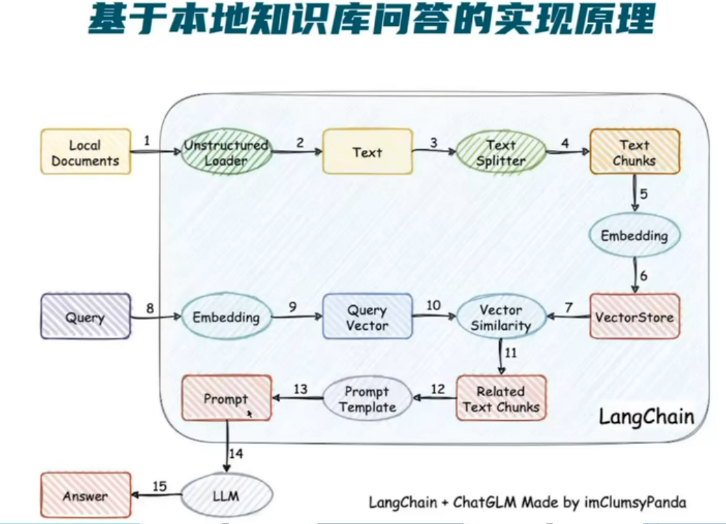 基于本地知识库问答的实现原理
Local
Documents
1
Unstructured
Loader
2
Text
3
Text
Splitter
4
Text
Chunks
5
Embedding
6
Query
8
Embedding
9
Query
Vector
10
Vector
Similarity
7
VectorStore
11
Prompt
13
Prompt
Template
12
Related
Text Chunks
LangChain
14
Answer
15
LLM
LangChain + ChatGLM Made by imClumsyPanda